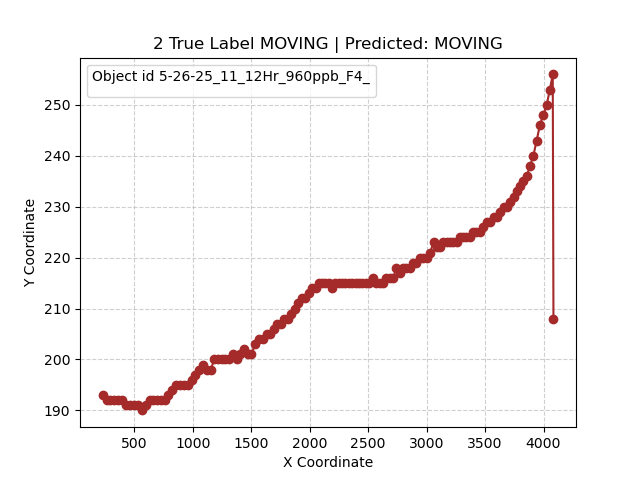 2 True Label MOVING | Predicted: MOVING
Object id 5-26-25_11_12Hr_960ppb_F4_
Y Coordinate
250
240
230
220
210
200
190
500 1000 1500 2000 2500 3000 3500 4000
X Coordinate